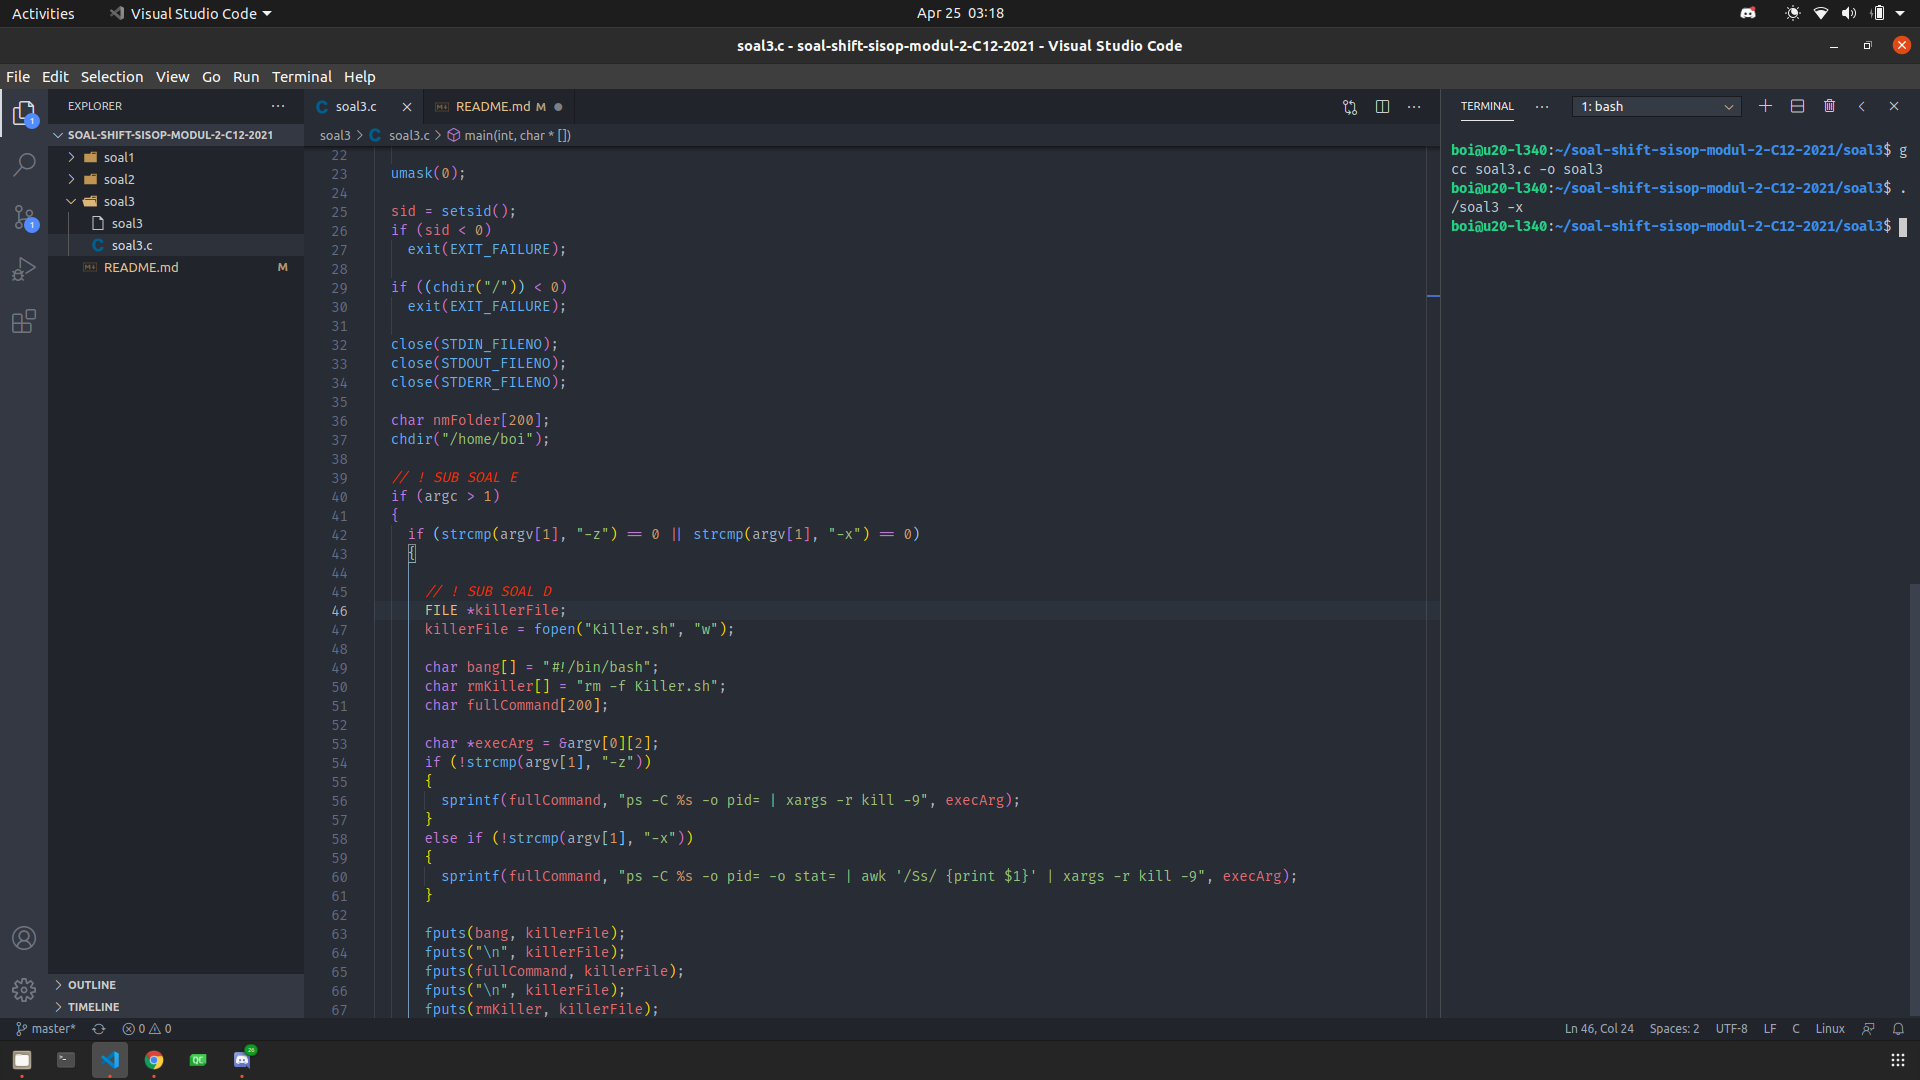 Activities
Visual Studio Code
Apr 25 03:18
soal3.c - soal-shift-sisop-modul-2-C12-2021 - Visual Studio Code
File Edit Selection View Go Run Terminal Help
EXPLORER
SOAL-SHIFT-SISOP-MODUL-2-C12-2021
soal1
soal2
soal3
soal3
soal3.c
README.md M
OUTLINE
TIMELINE
1
1
soal3.c
README.md M
soal3 > soal3.c > main(int, char * [])
22
23 umask(0);
24
25 sid = setsid();
26 if (sid < 0)
27 exit(EXIT_FAILURE);
28
29 if ((chdir("/")) < 0)
30 exit(EXIT_FAILURE);
31
32 close(STDIN_FILENO);
33 close(STDOUT_FILENO);
34 close(STDERR_FILENO);
35
36 char nmFolder[200];
37 chdir("/home/boi");
38
39 // ! SUB SOAL E
40 if (argc > 1)
41 {
42 if (strcmp(argv[1], "-z") == 0 || strcmp(argv[1], "-x") == 0)
43 {
44
45 // ! SUB SOAL D
46 FILE *killerFile;
47 killerFile = fopen("Killer.sh", "w");
48
49 char bang[] = "#!/bin/bash";
50 char rmKiller[] = "rm -f Killer.sh";
51 char fullCommand[200];
52
53 char *execArg = &argv[0][2];
54 if (!strcmp(argv[1], "-z"))
55 {
56 sprintf(fullCommand, "ps -C %s -o pid= | xargs -r kill -9", execArg);
57 }
58 else if (!strcmp(argv[1], "-x"))
59 {
60 sprintf(fullCommand, "ps -C %s -o pid= -o stat= | awk '/Ss/ {print $1}' | xargs -r kill -9", execArg);
61 }
62
63 fputs(bang, killerFile);
64 fputs("\n", killerFile);
65 fputs(fullCommand, killerFile);
66 fputs("\n", killerFile);
67 fputs(rmKiller, killerFile);
TERMINAL
1: bash
boi@u20-l340:~/soal-shift-sisop-modul-2-C12-2021/soal3$ g
cc soal3.c -o soal3
boi@u20-l340:~/soal-shift-sisop-modul-2-C12-2021/soal3$ .
/soal3 -x
boi@u20-l340:~/soal-shift-sisop-modul-2-C12-2021/soal3$
master* 0 0
Ln 46, Col 24 Spaces: 2 UTF-8 LF C Linux
QC